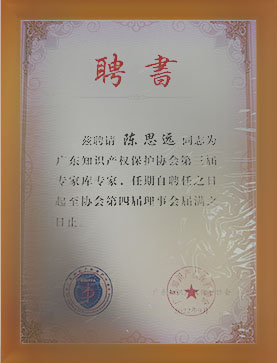 聘書
兹聘请 陈思远 同志为
广东知识产权保护协会第三届
专家库专家。任期自聘任之日
起至协会第四届理事会届满之
日止。